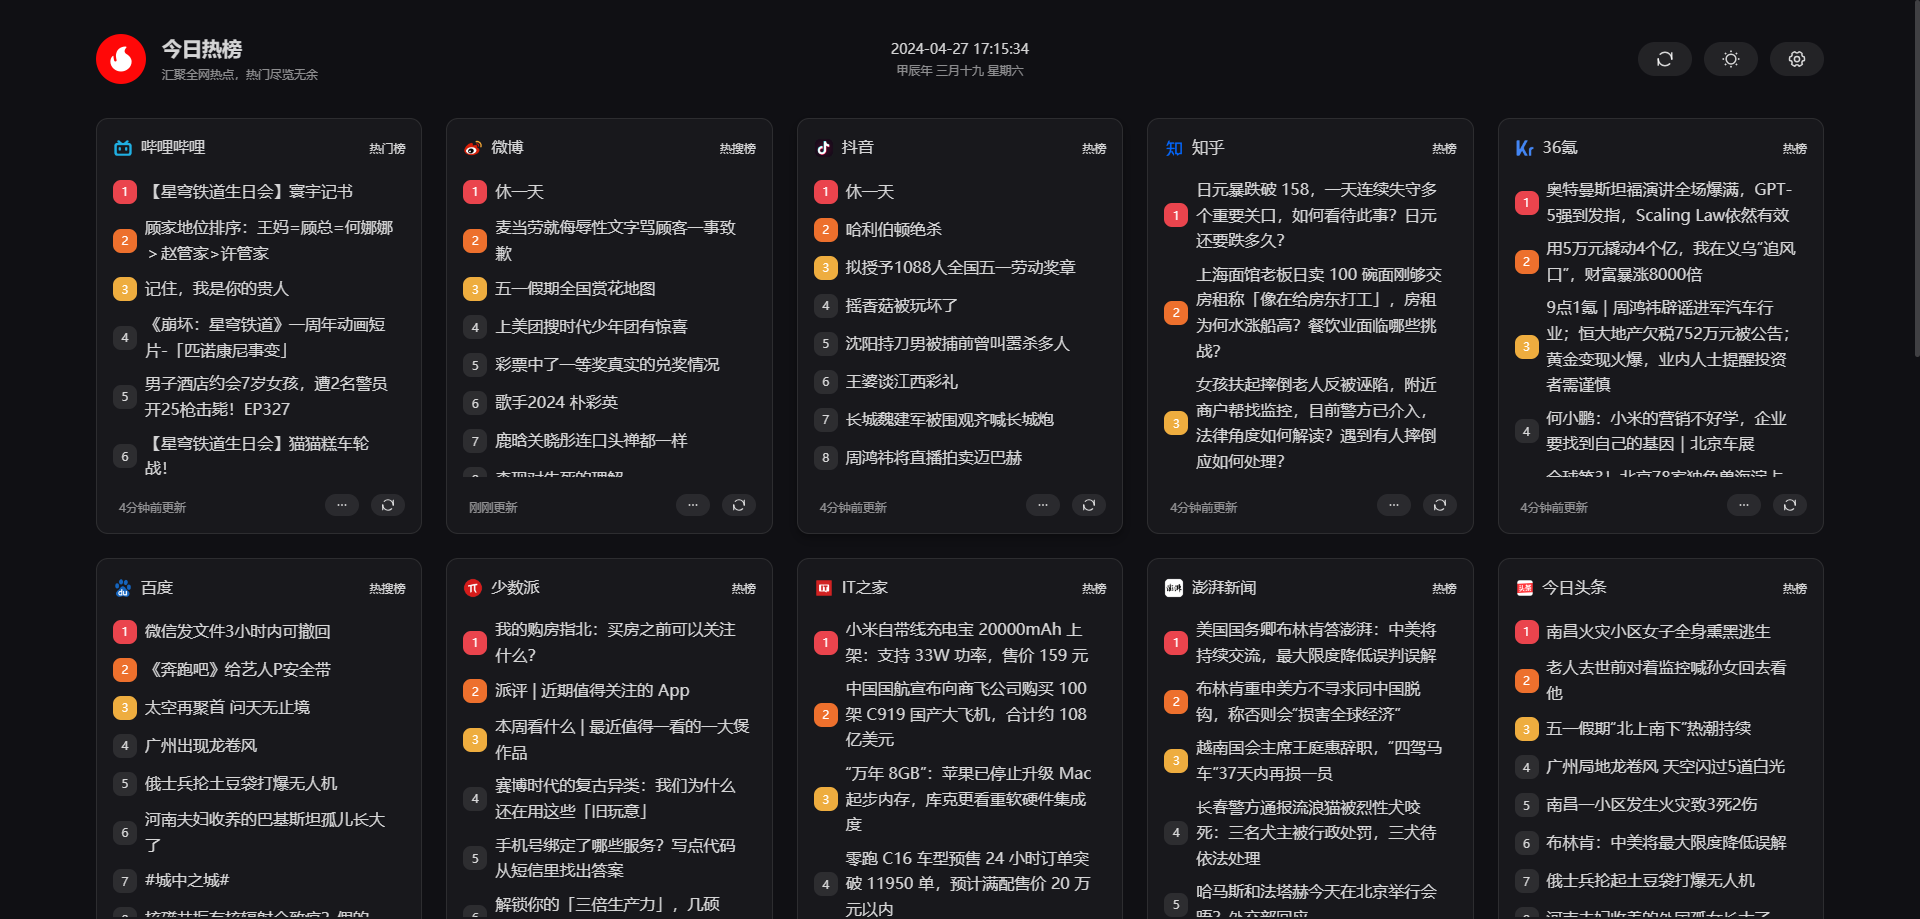 今日热榜
汇聚全网热点，热门尽览无余
2024-04-27 17:15:34
甲辰年 三月十九 星期六
哔哩哔哩
热门榜
1
【星穹铁道生日会】寰宇记书
2
顾家地位排序：王妈=顾总=何娜娜
＞赵管家>许管家
3
记住，我是你的贵人
4
《崩坏：星穹铁道》一周年动画短
片-「匹诺康尼事变」
5
男子酒店约会7岁女孩，遭2名警员
开25枪击毙！EP327
6
【星穹铁道生日会】猫猫糕车轮
战！
4分钟前更新
微博
热搜榜
1
休一天
2
麦当劳就侮辱性文字骂顾客一事致
歉
3
五一假期全国赏花地图
4
上美团搜时代少年团有惊喜
5
彩票中了一等奖真实的兑奖情况
6
歌手2024 朴彩英
7
鹿晗关晓彤连口头禅都一样
刚刚更新
抖音
热榜
1
休一天
2
哈利伯顿绝杀
3
拟授予1088人全国五一劳动奖章
4
摇香菇被玩坏了
5
沈阳持刀男被捕前曾叫嚣杀多人
6
王婆谈江西彩礼
7
长城魏建军被围观齐喊长城炮
8
周鸿祎将直播拍卖迈巴赫
4分钟前更新
知乎
热榜
1
日元暴跌破 158，一天连续失守多
个重要关口，如何看待此事？日元
还要跌多久？
2
上海面馆老板日卖 100 碗面刚够交
房租称「像在给房东打工」，房租
为何水涨船高？餐饮业面临哪些挑
战？
3
女孩扶起摔倒老人反被诬陷，附近
商户帮找监控，目前警方已介入，
法律角度如何解读？遇到有人摔倒
应如何处理？
4分钟前更新
36氪
热榜
1
奥特曼斯坦福演讲全场爆满，GPT-
5强到发指，Scaling Law依然有效
2
用5万元撬动4个亿，我在义乌“追风
口”，财富暴涨8000倍
3
9点1氪 | 周鸿祎辟谣进军汽车行
业；恒大地产欠税752万元被公告；
黄金变现火爆，业内人士提醒投资
者需谨慎
4
何小鹏：小米的营销不好学，企业
要找到自己的基因 | 北京车展
4分钟前更新
百度
热搜榜
1
微信发文件3小时内可撤回
2
《奔跑吧》给艺人P安全带
3
太空再聚首 问天无止境
4
广州出现龙卷风
5
俄士兵抡土豆袋打爆无人机
6
河南夫妇收养的巴基斯坦孤儿长大
了
7
#城中之城#
少数派
热榜
1
我的购房指北：买房之前可以关注
什么？
2
派评 | 近期值得关注的 App
3
本周看什么 | 最近值得一看的一大煲
作品
4
赛博时代的复古异类：我们为什么
还在用这些「旧玩意」
5
手机号绑定了哪些服务？写点代码
从短信里找出答案
解锁你的「三倍生产力」，几硕
IT之家
热榜
1
小米自带线充电宝 20000mAh 上
架：支持 33W 功率，售价 159 元
2
中国国航宣布向商飞公司购买 100
架 C919 国产大飞机，合计约 108
亿美元
3
“万年 8GB”：苹果已停止升级 Mac
起步内存，库克更看重软硬件集成
度
4
零跑 C16 车型预售 24 小时订单突
破 11950 单，预计满配售价 20 万
元以内
澎湃新闻
热榜
1
美国国务卿布林肯答澎湃：中美将
持续交流，最大限度降低误判误解
2
布林肯重申美方不寻求同中国脱
钩，称否则会“损害全球经济”
3
越南国会主席王庭惠辞职，“四驾马
车”37天内再损一员
4
长春警方通报流浪猫被烈性犬咬
死：三名犬主被行政处罚，三犬待
依法处理
5
哈马斯和法塔赫今天在北京举行会
晤？外交部回应
今日头条
热榜
1
南昌火灾小区女子全身熏黑逃生
2
老人去世前对着监控喊孙女回去看
他
3
五一假期“北上南下”热潮持续
4
广州局地龙卷风 天空闪过5道白光
5
南昌一小区发生火灾致3死2伤
6
布林肯：中美将最大限度降低误解
7
俄士兵抡起土豆袋打爆无人机